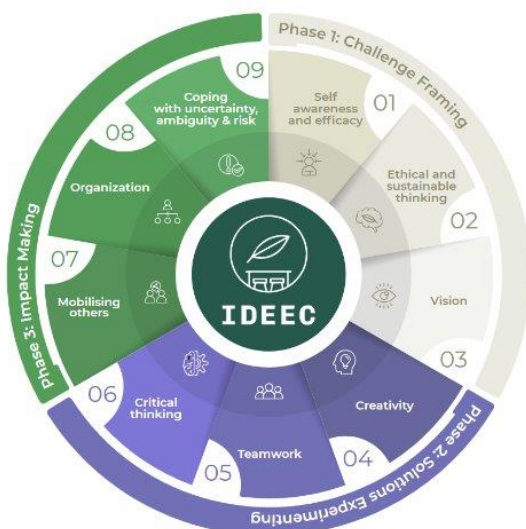 Phase 1: Challenge Framing
01
Self
awareness
and efficacy
02
Ethical and
sustainable
thinking
03
Vision
Phase 2: Solutions Experimenting
04
Creativity
05
Teamwork
06
Critical
thinking
Phase 3: Impact Making
07
Mobilising
others
08
Organization
09
Coping
with uncertainty,
ambiguity & risk
IDEEC